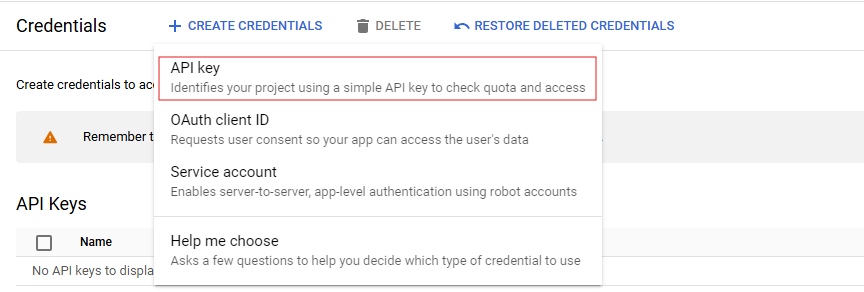 Credentials
+ CREATE CREDENTIALS
DELETE
RESTORE DELETED CREDENTIALS
API key
Identifies your project using a simple API key to check quota and access
Create credentials to acc
OAuth client ID
Requests user consent so your app can access the user's data
Remember t
Service account
Enables server-to-server, app-level authentication using robot accounts
API Keys
Name
Help me choose
Asks a few questions to help you decide which type of credential to use
No API keys to displa